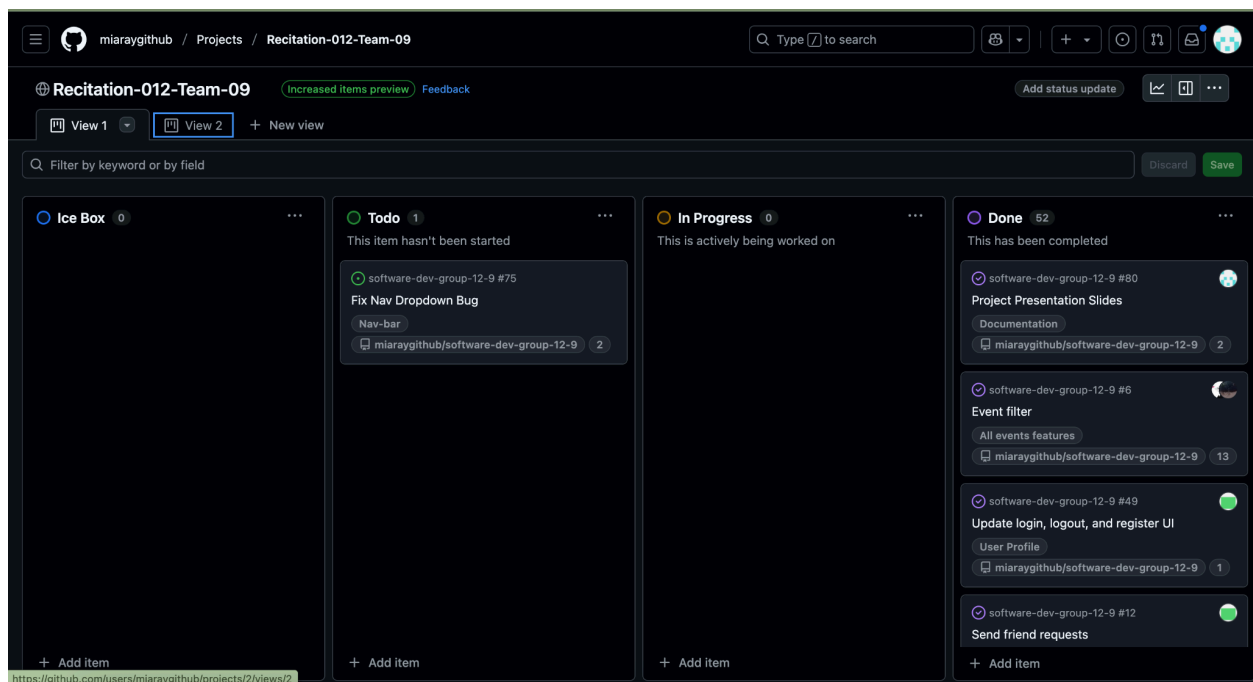 miaraygithub / Projects / Recitation-012-Team-09
Type / to search
Recitation-012-Team-09
Increased items preview
Feedback
Add status update
View 1
View 2
+ New view
Filter by keyword or by field
Discard
Save
Ice Box 0
+ Add item
Todo 1
This item hasn't been started
software-dev-group-12-9 #75
Fix Nav Dropdown Bug
Nav-bar
miaraygithub/software-dev-group-12-9 2
+ Add item
In Progress 0
This is actively being worked on
+ Add item
Done 52
This has been completed
software-dev-group-12-9 #80
Project Presentation Slides
Documentation
miaraygithub/software-dev-group-12-9 2
software-dev-group-12-9 #6
Event filter
All events features
miaraygithub/software-dev-group-12-9 13
software-dev-group-12-9 #49
Update login, logout, and register UI
User Profile
miaraygithub/software-dev-group-12-9 1
software-dev-group-12-9 #12
Send friend requests
+ Add item
https://github.com/users/miaraygithub/projects/2/views/2